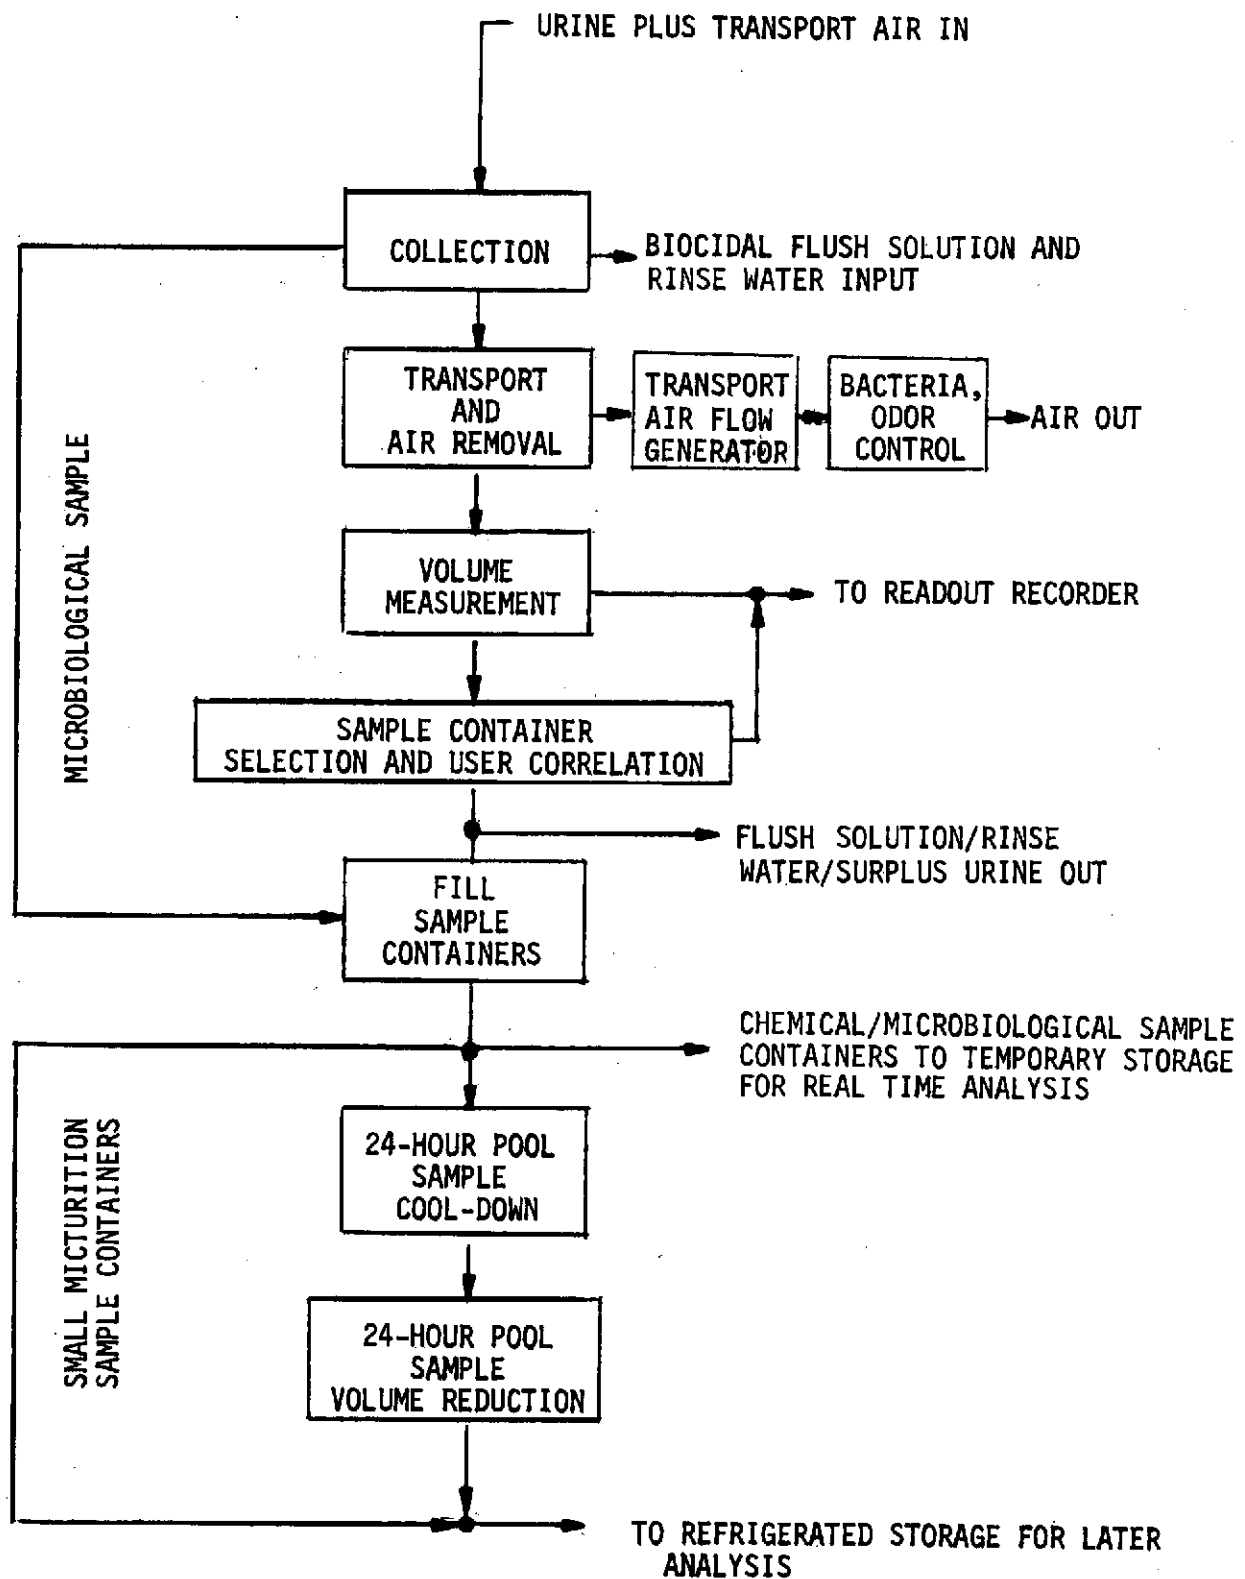 URINE PLUS TRANSPORT AIR IN
COLLECTION
BIOCIDAL FLUSH SOLUTION AND
RINSE WATER INPUT
TRANSPORT
AND
AIR REMOVAL
TRANSPORT
AIR FLOW
GENERATOR
BACTERIA,
ODOR
CONTROL
AIR OUT
MICROBIOLOGICAL SAMPLE
VOLUME
MEASUREMENT
TO READOUT RECORDER
SAMPLE CONTAINER
SELECTION AND USER CORRELATION
FLUSH SOLUTION/RINSE
WATER/SURPLUS URINE OUT
FILL
SAMPLE
CONTAINERS
CHEMICAL/MICROBIOLOGICAL SAMPLE
CONTAINERS TO TEMPORARY STORAGE
FOR REAL TIME ANALYSIS
SMALL MICTURITION
SAMPLE CONTAINERS
24-HOUR POOL
SAMPLE
COOL-DOWN
24-HOUR POOL
SAMPLE
VOLUME REDUCTION
TO REFRIGERATED STORAGE FOR LATER
ANALYSIS